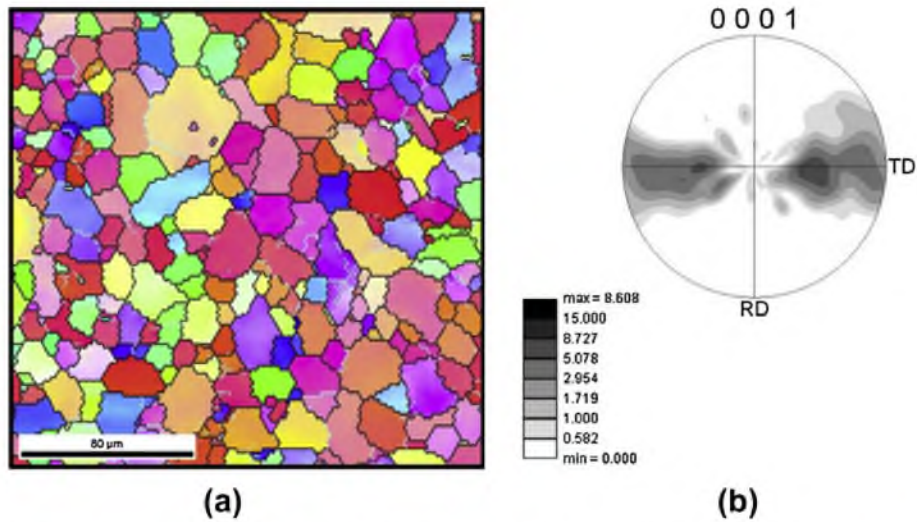 0 0 0 1
TD
RD
max = 8.608
15.000
8.727
5.078
2.954
1.719
1.000
0.582
min = 0.000
80 µm
(a)
(b)